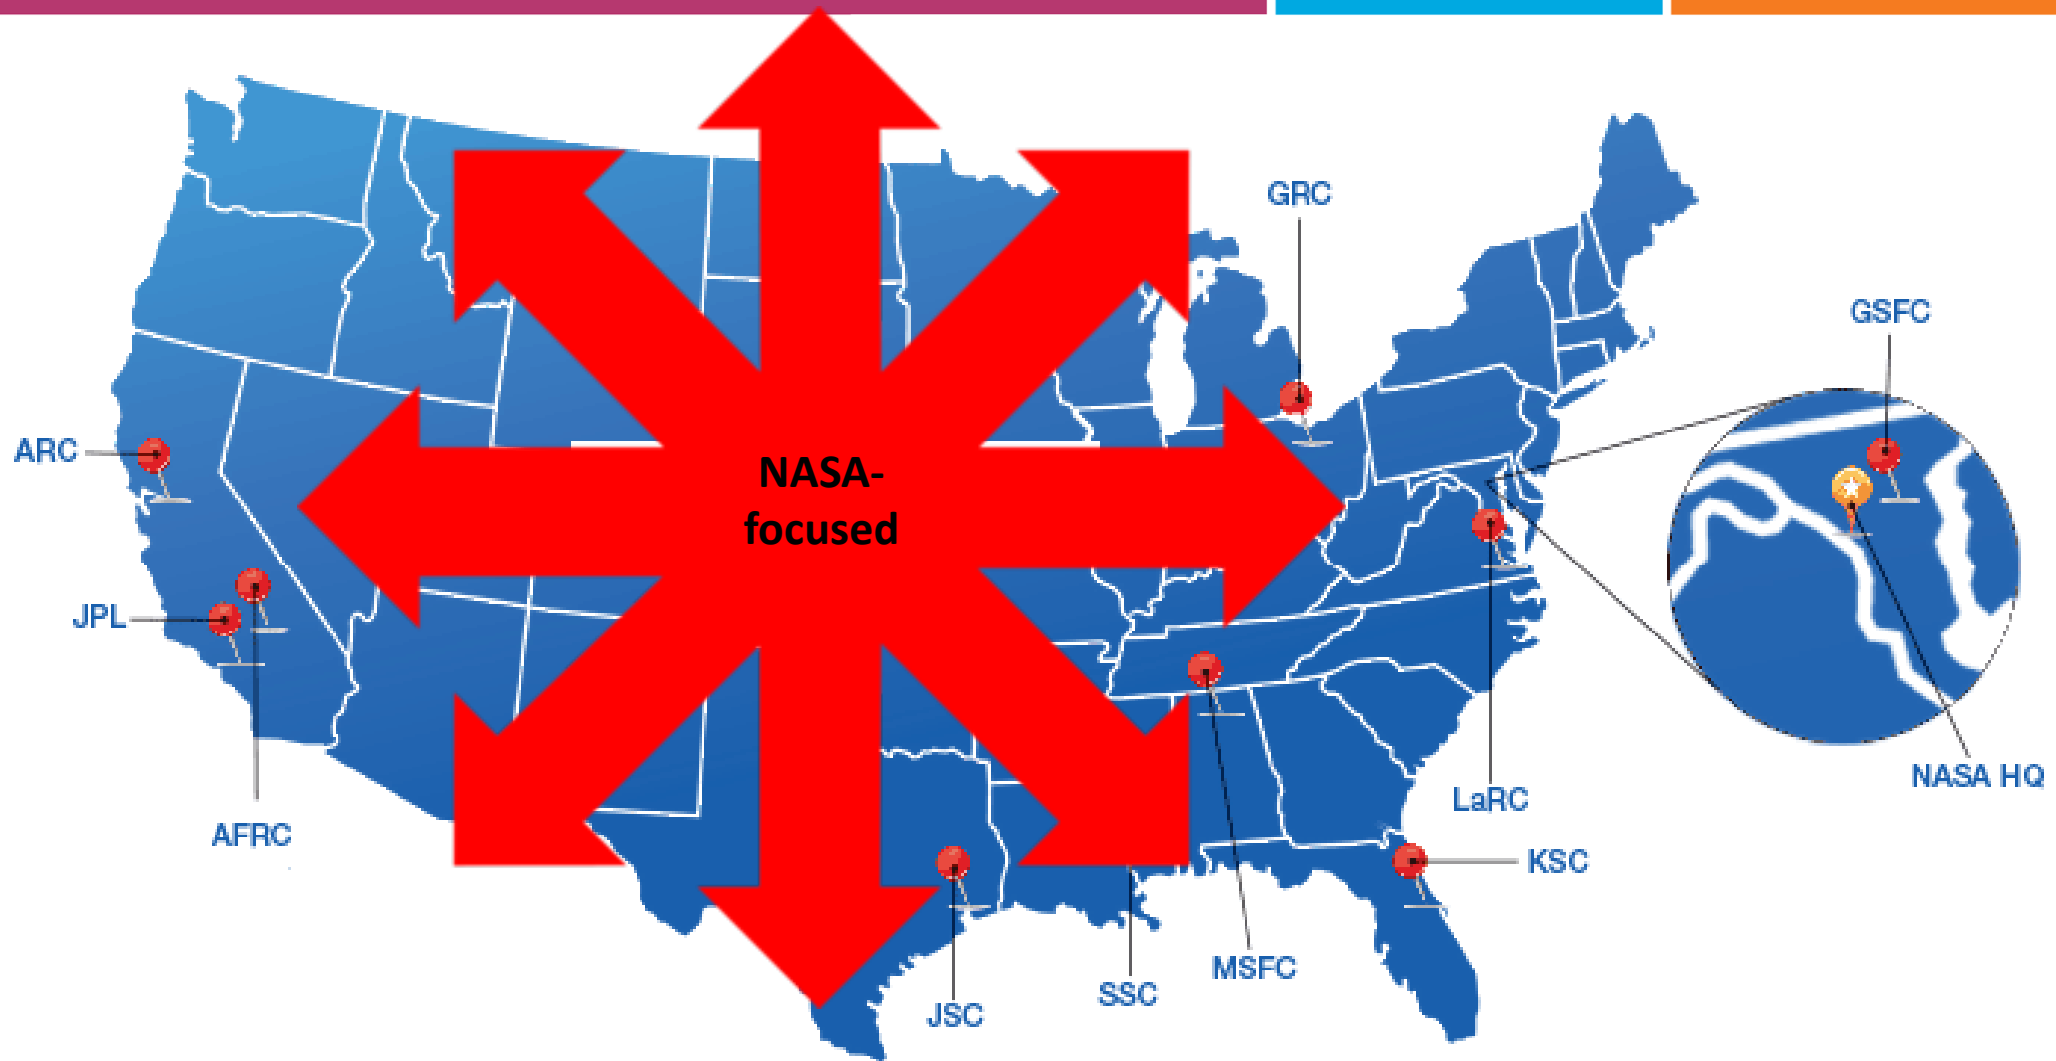 GRC
GSFC
ARC
NASA-
focused
JPL
NASA HQ
LaRC
AFRC
KSC
MSFC
SSC
JSC